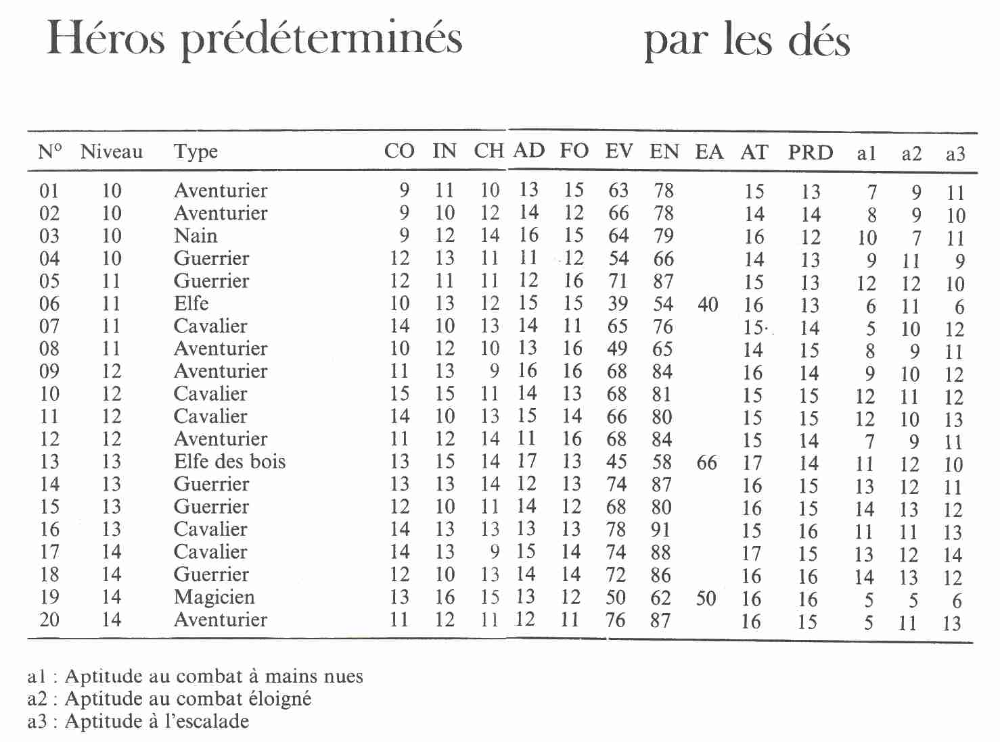 Héros prédéterminés par les dés
N° Niveau Type CO IN CH AD FO EV EN EA AT PRD a1 a2 a3
01 10 Aventurier 9 11 10 13 15 63 78 15 13 7 9 11
02 10 Aventurier 9 10 12 14 12 66 78 14 14 8 9 10
03 10 Nain 9 12 14 16 15 64 79 16 12 10 7 11
04 10 Guerrier 12 13 11 11 12 54 66 14 13 9 11 9
05 11 Guerrier 12 11 11 12 16 71 87 15 13 12 12 10
06 11 Elfe 10 13 12 15 15 39 54 40 16 13 6 11 6
07 11 Cavalier 14 10 13 14 11 65 76 15 14 5 10 12
08 11 Aventurier 10 12 10 13 16 49 65 14 15 8 9 11
09 12 Aventurier 11 13 9 16 16 68 84 16 14 9 10 12
10 12 Cavalier 15 15 11 14 13 68 81 15 15 12 11 12
11 12 Cavalier 14 10 13 15 14 66 80 15 15 12 10 13
12 12 Aventurier 11 12 14 11 16 68 84 15 14 7 9 11
13 13 Elfe des bois 13 15 14 17 13 45 58 66 17 14 11 12 10
14 13 Guerrier 13 13 14 12 13 74 87 16 15 13 12 11
15 13 Guerrier 12 10 11 14 12 68 80 16 15 14 13 12
16 13 Cavalier 14 13 13 13 13 78 91 15 16 11 11 13
17 14 Cavalier 14 13 9 15 14 74 88 17 15 13 12 14
18 14 Guerrier 12 10 13 14 14 72 86 16 16 14 13 12
19 14 Magicien 13 16 15 13 12 50 62 50 16 16 5 5 6
20 14 Aventurier 11 12 11 12 11 76 87 16 15 5 11 13
a1 : Aptitude au combat à mains nues
a2 : Aptitude au combat éloigné
a3 : Aptitude à l'escalade